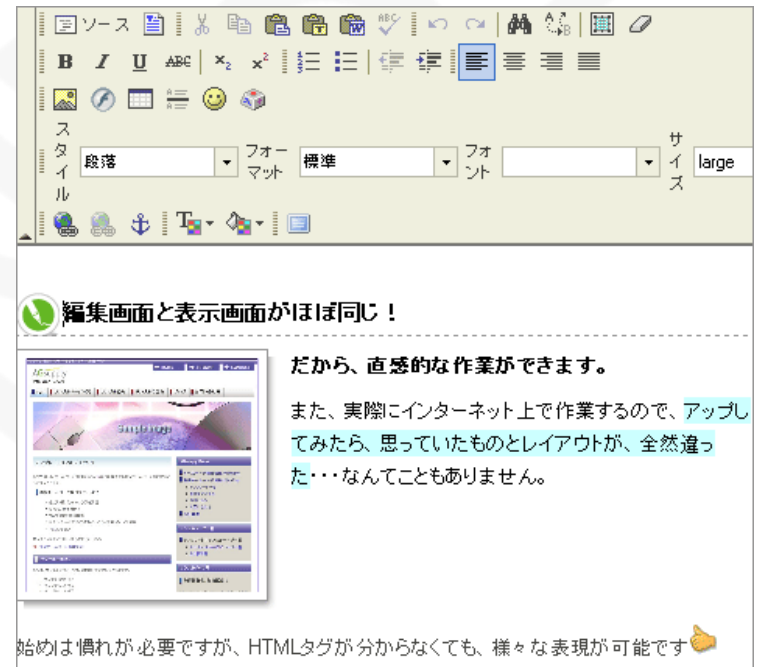 ソース
ABC
B I U ABC x₂ x²
スタイル 段落 フォーマット 標準 フォント サイズ large
編集画面と表示画面がほぼ同じ！
だから、直感的な作業ができます。
また、実際にインターネット上で作業するので、アップし
てみたら、思っていたものとレイアウトが、全然違っ
た・・・なんてこともありません。
Sample image
始めは慣れが必要ですが、HTMLタグが分からなくても、様々な表現が可能です